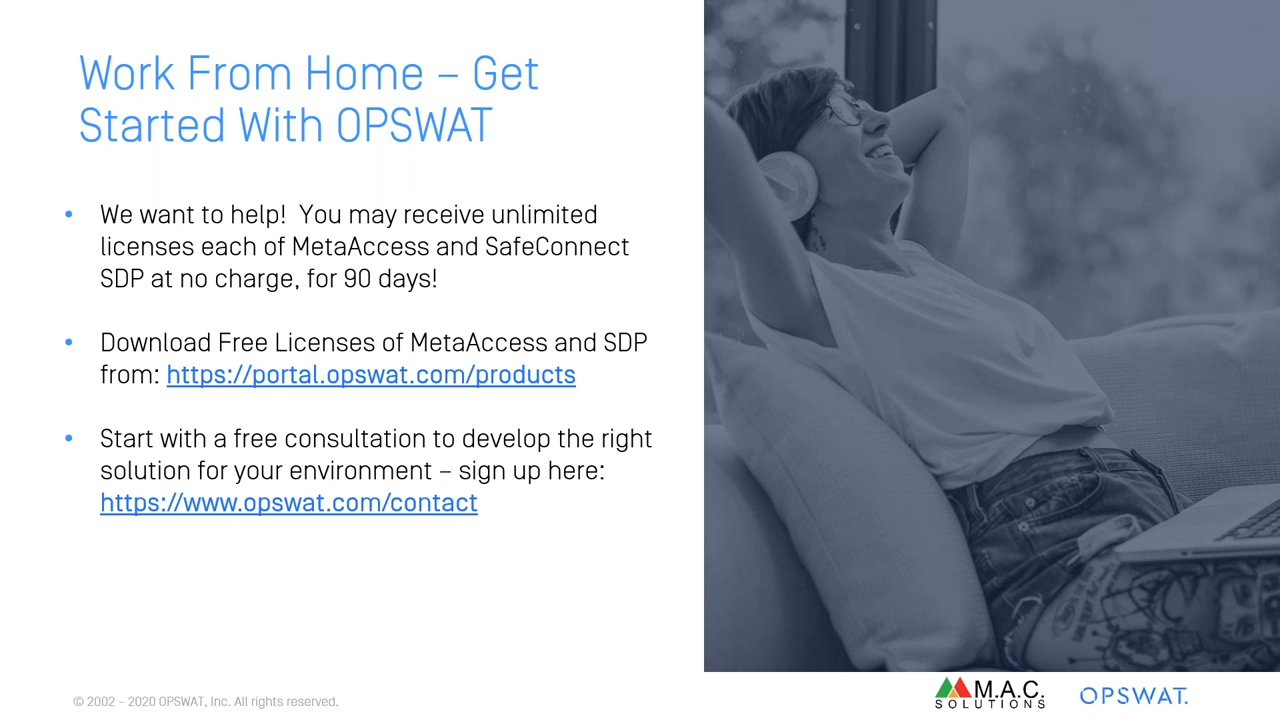 Work From Home – Get
Started With OPSWAT
• We want to help!  You may receive unlimited
licenses each of MetaAccess and SafeConnect
SDP at no charge, for 90 days!
• Download Free Licenses of MetaAccess and SDP
from: https://portal.opswat.com/products
• Start with a free consultation to develop the right
solution for your environment – sign up here:
https://www.opswat.com/contact
© 2002 – 2020 OPSWAT, Inc. All rights reserved.
M.A.C.
SOLUTIONS
OPSWAT.